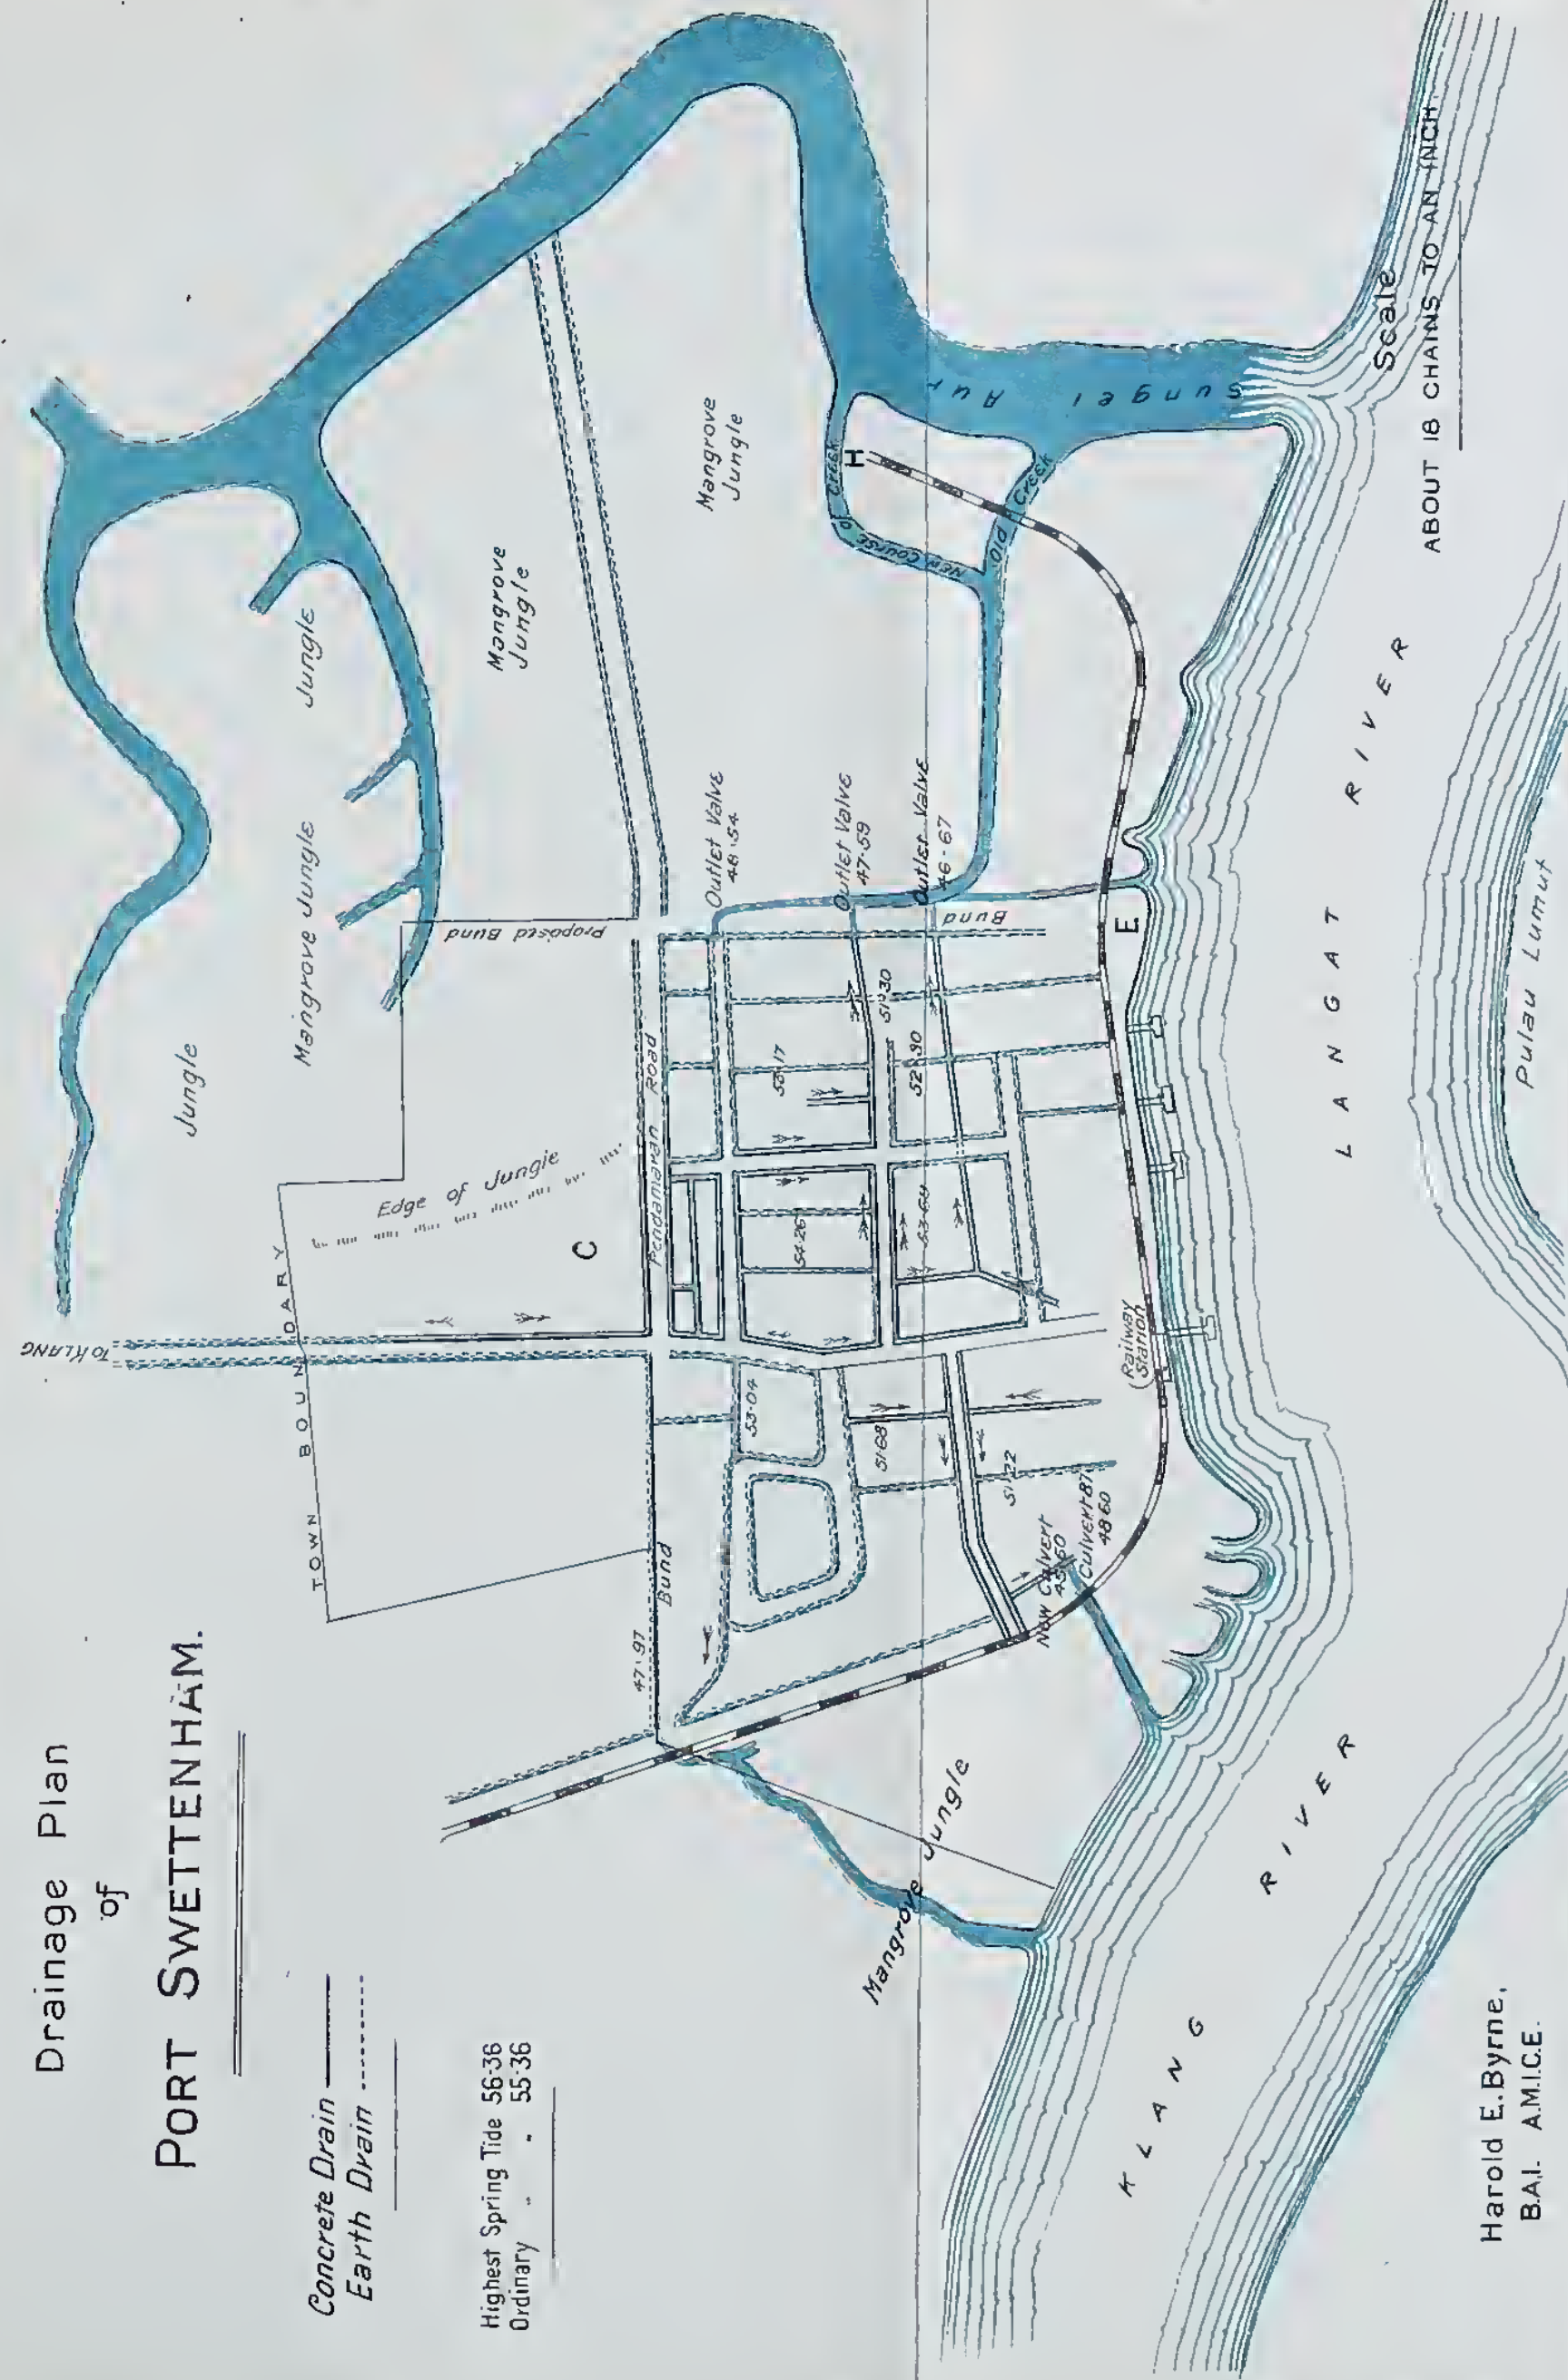 Drainage Plan
of
PORT SWETTENHAM.
Concrete Drain
Earth Drain
Highest Spring Tide 56·36
Ordinary " " 55·36
TO KLANG
TOWN BOUNDARY
Jungle
Mangrove Jungle
Jungle
Edge of Jungle
C
Proposed Bund
Mangrove
Jungle
Mangrove
Jungle
Pendamaran Road
Bund
47·97
Outlet Valve
48·54
Outlet Valve
47·59
Outlet Valve
46·67
Bund
New Course of Creek
H
Old Creek
Sungei Aur
53·04
54·26
53·17
51·30
52·90
53·64
51·68
51·22
New Culvert
Culvert 87
48·60
Railway
Station
E.
Mangrove Jungle
KLANG RIVER
LANGAT RIVER
Pulau Lumut
Scale
ABOUT 18 CHAINS TO AN INCH.
Harold E. Byrne,
B.A.I. A.M.I.C.E.